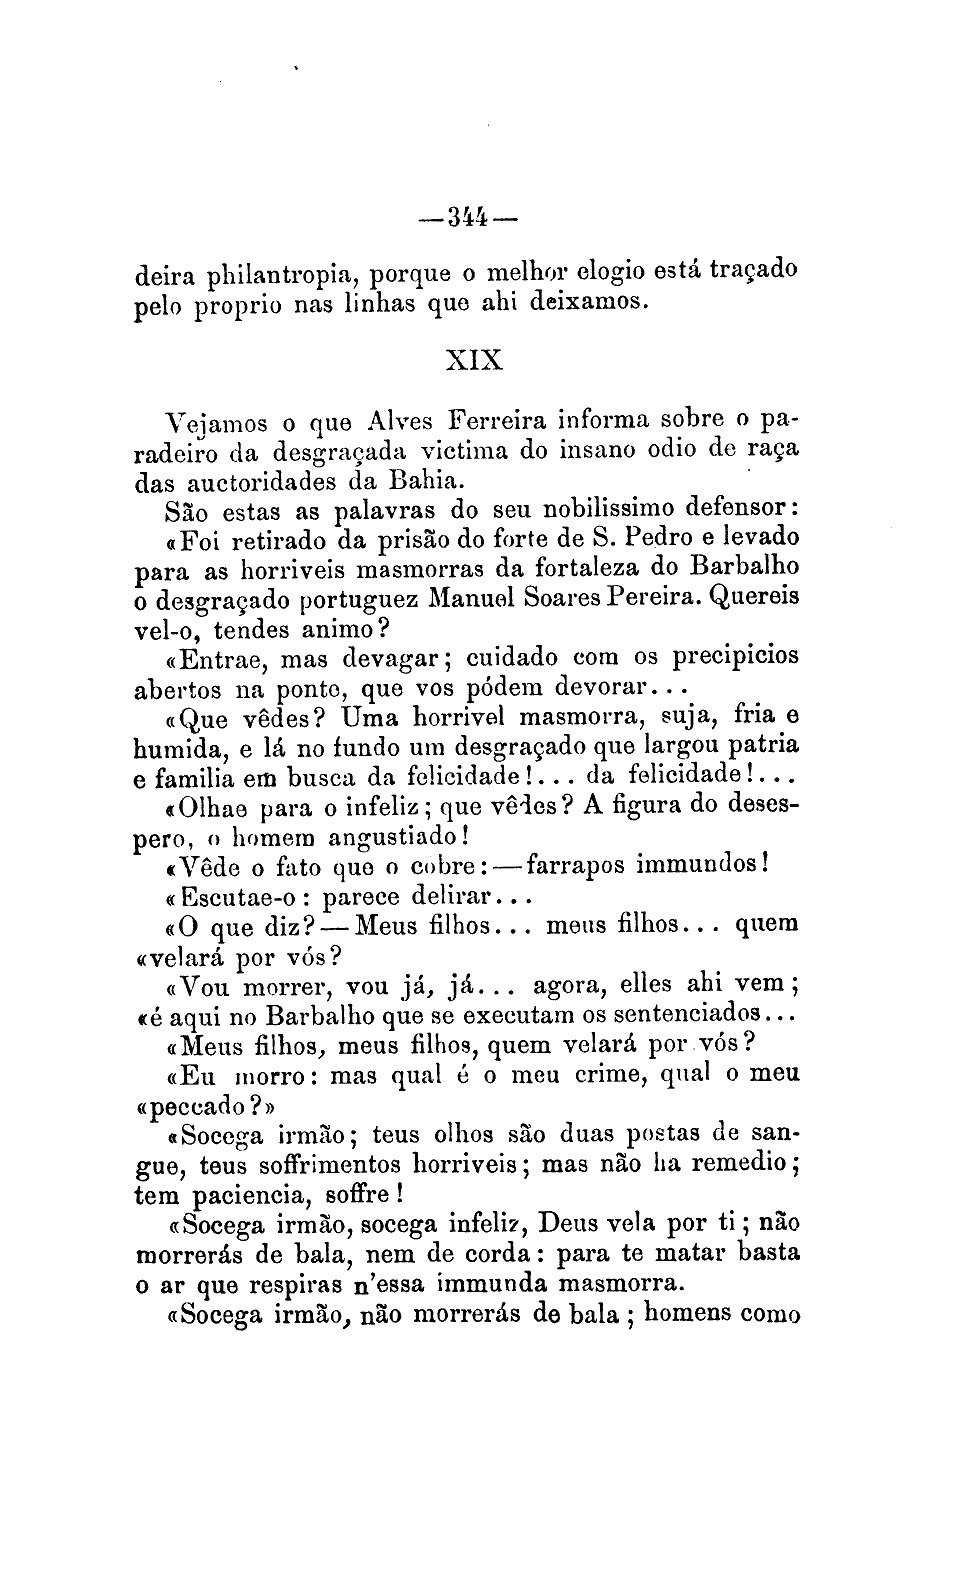 —344—
deira philantropia, porque o melhor elogio está traçado
pelo proprio nas linhas que ahi deixamos.
XIX
Vejamos o que Alves Ferreira informa sobre o pa-
radeiro da desgraçada victima do insano odio de raça
das auctoridades da Bahia.
São estas as palavras do seu nobilissimo defensor:
«Foi retirado da prisão do forte de S. Pedro e levado
para as horriveis masmorras da fortaleza do Barbalho
o desgraçado portuguez Manuel Soares Pereira. Quereis
vel-o, tendes animo?
«Entrae, mas devagar; cuidado com os precipicios
abertos na ponte, que vos pódem devorar...
«Que vêdes? Uma horrivel masmorra, suja, fria e
humida, e lá no fundo um desgraçado que largou patria
e familia em busca da felicidade!... da felicidade!...
«Olhae para o infeliz; que vêdes? A figura do deses-
pero, o homem angustiado!
«Vêde o fato que o cobre:—farrapos immundos!
«Escutae-o: parece delirar...
«O que diz?—Meus filhos... meus filhos... quem
«velará por vós?
«Vou morrer, vou já, já... agora, elles ahi vem;
«é aqui no Barbalho que se executam os sentenciados...
«Meus filhos, meus filhos, quem velará por vós?
«Eu morro: mas qual é o meu crime, qual o meu
«peccado?»
«Socega irmão; teus olhos são duas postas de san-
gue, teus soffrimentos horriveis; mas não ha remedio;
tem paciencia, soffre!
«Socega irmão, socega infeliz, Deus vela por ti; não
morrerás de bala, nem de corda: para te matar basta
o ar que respiras n'essa immunda masmorra.
«Socega irmão, não morrerás de bala; homens como